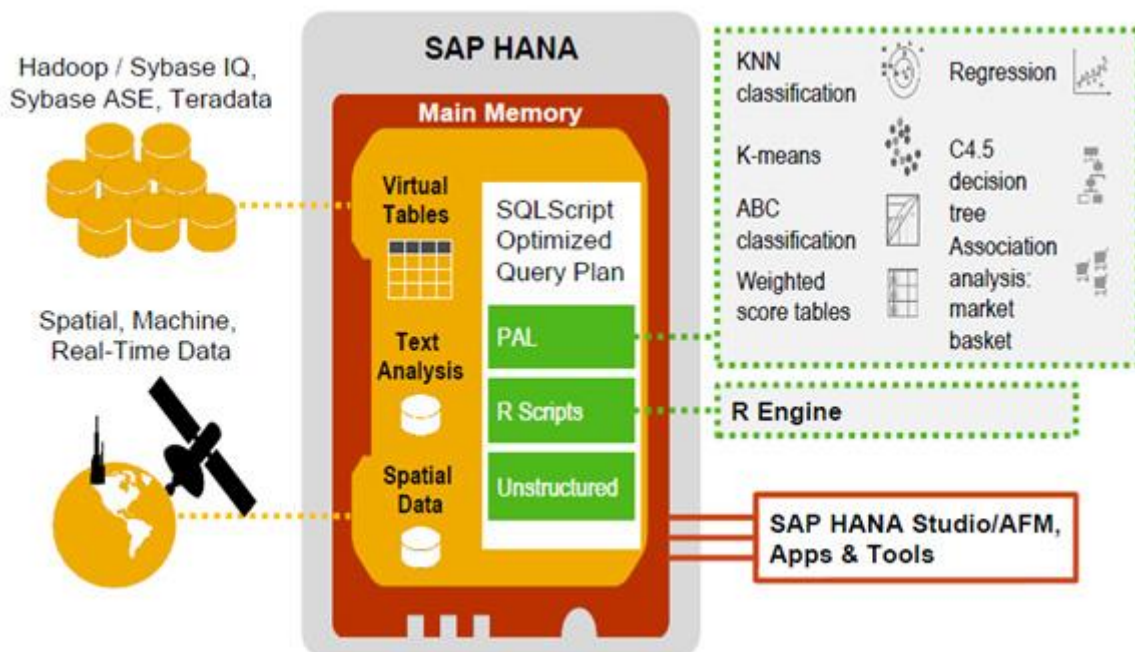 SAP HANA
Hadoop / Sybase IQ,
Sybase ASE, Teradata
Spatial, Machine,
Real-Time Data
Main Memory
Virtual
Tables
Text
Analysis
Spatial
Data
SQLScript
Optimized
Query Plan
PAL
R Scripts
Unstructured
KNN
classification
K-means
ABC
classification
Weighted
score tables
Regression
C4.5
decision
tree
Association
analysis:
market
basket
R Engine
SAP HANA Studio/AFM,
Apps & Tools